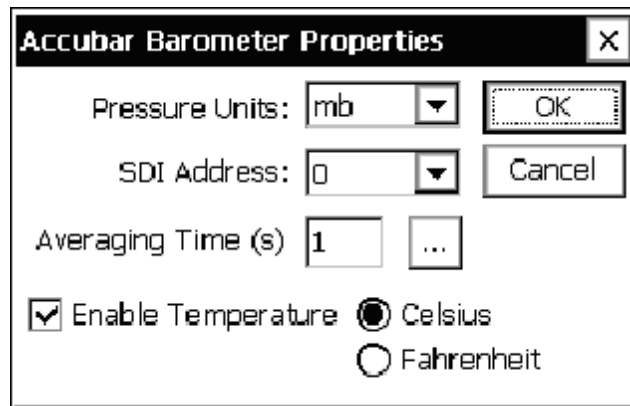 Accubar Barometer Properties
Pressure Units: mb OK
SDI Address: 0 Cancel
Averaging Time (s) 1 ...
Enable Temperature Celsius
Fahrenheit